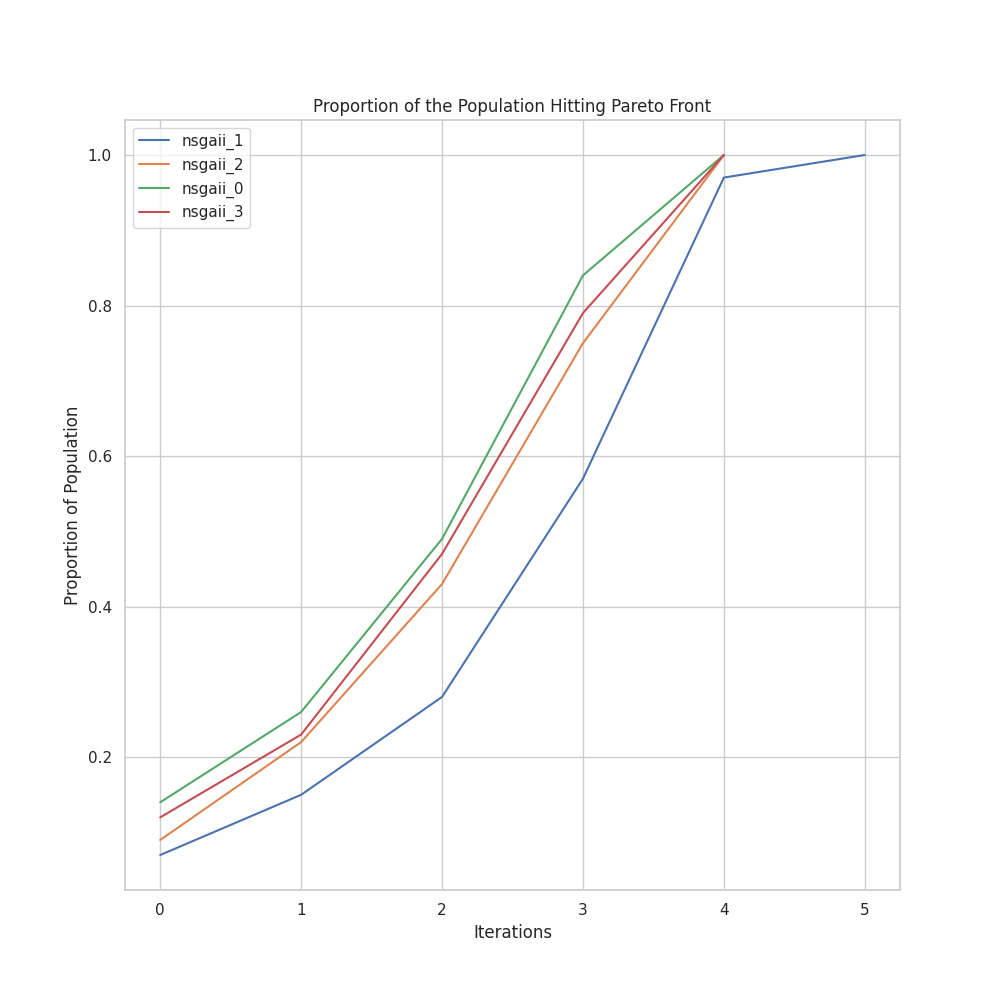 Proportion of the Population Hitting Pareto Front
nsgaii_1
nsgaii_2
nsgaii_0
nsgaii_3
1.0
0.8
0.6
0.4
0.2
Proportion of Population
0 1 2 3 4 5
Iterations